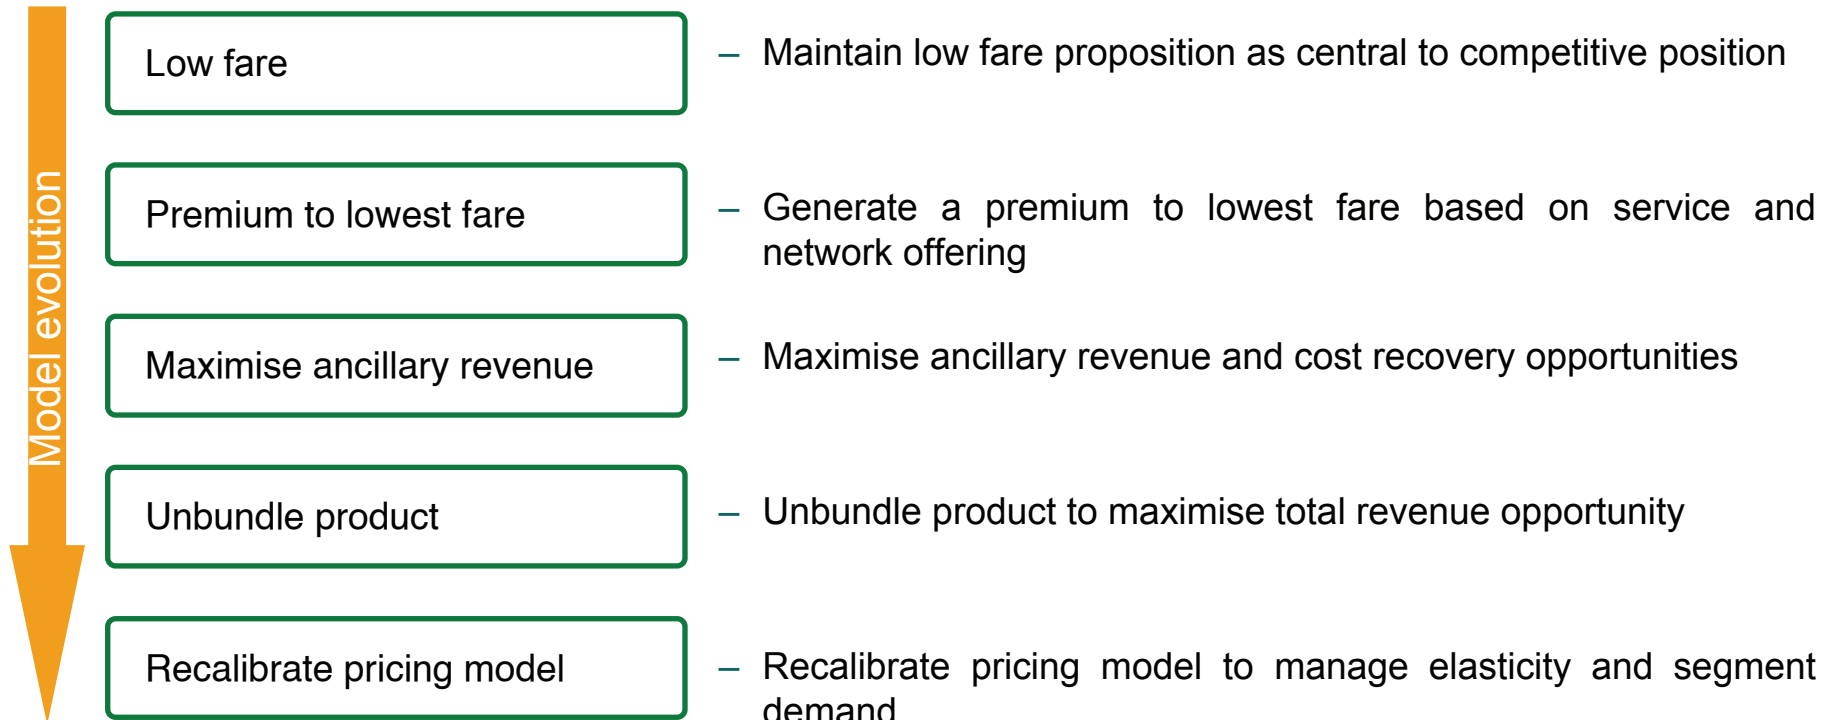 Model evolution
Low fare
– Maintain low fare proposition as central to competitive position
Premium to lowest fare
– Generate a premium to lowest fare based on service and
network offering
Maximise ancillary revenue
– Maximise ancillary revenue and cost recovery opportunities
Unbundle product
– Unbundle product to maximise total revenue opportunity
Recalibrate pricing model
– Recalibrate pricing model to manage elasticity and segment
demand